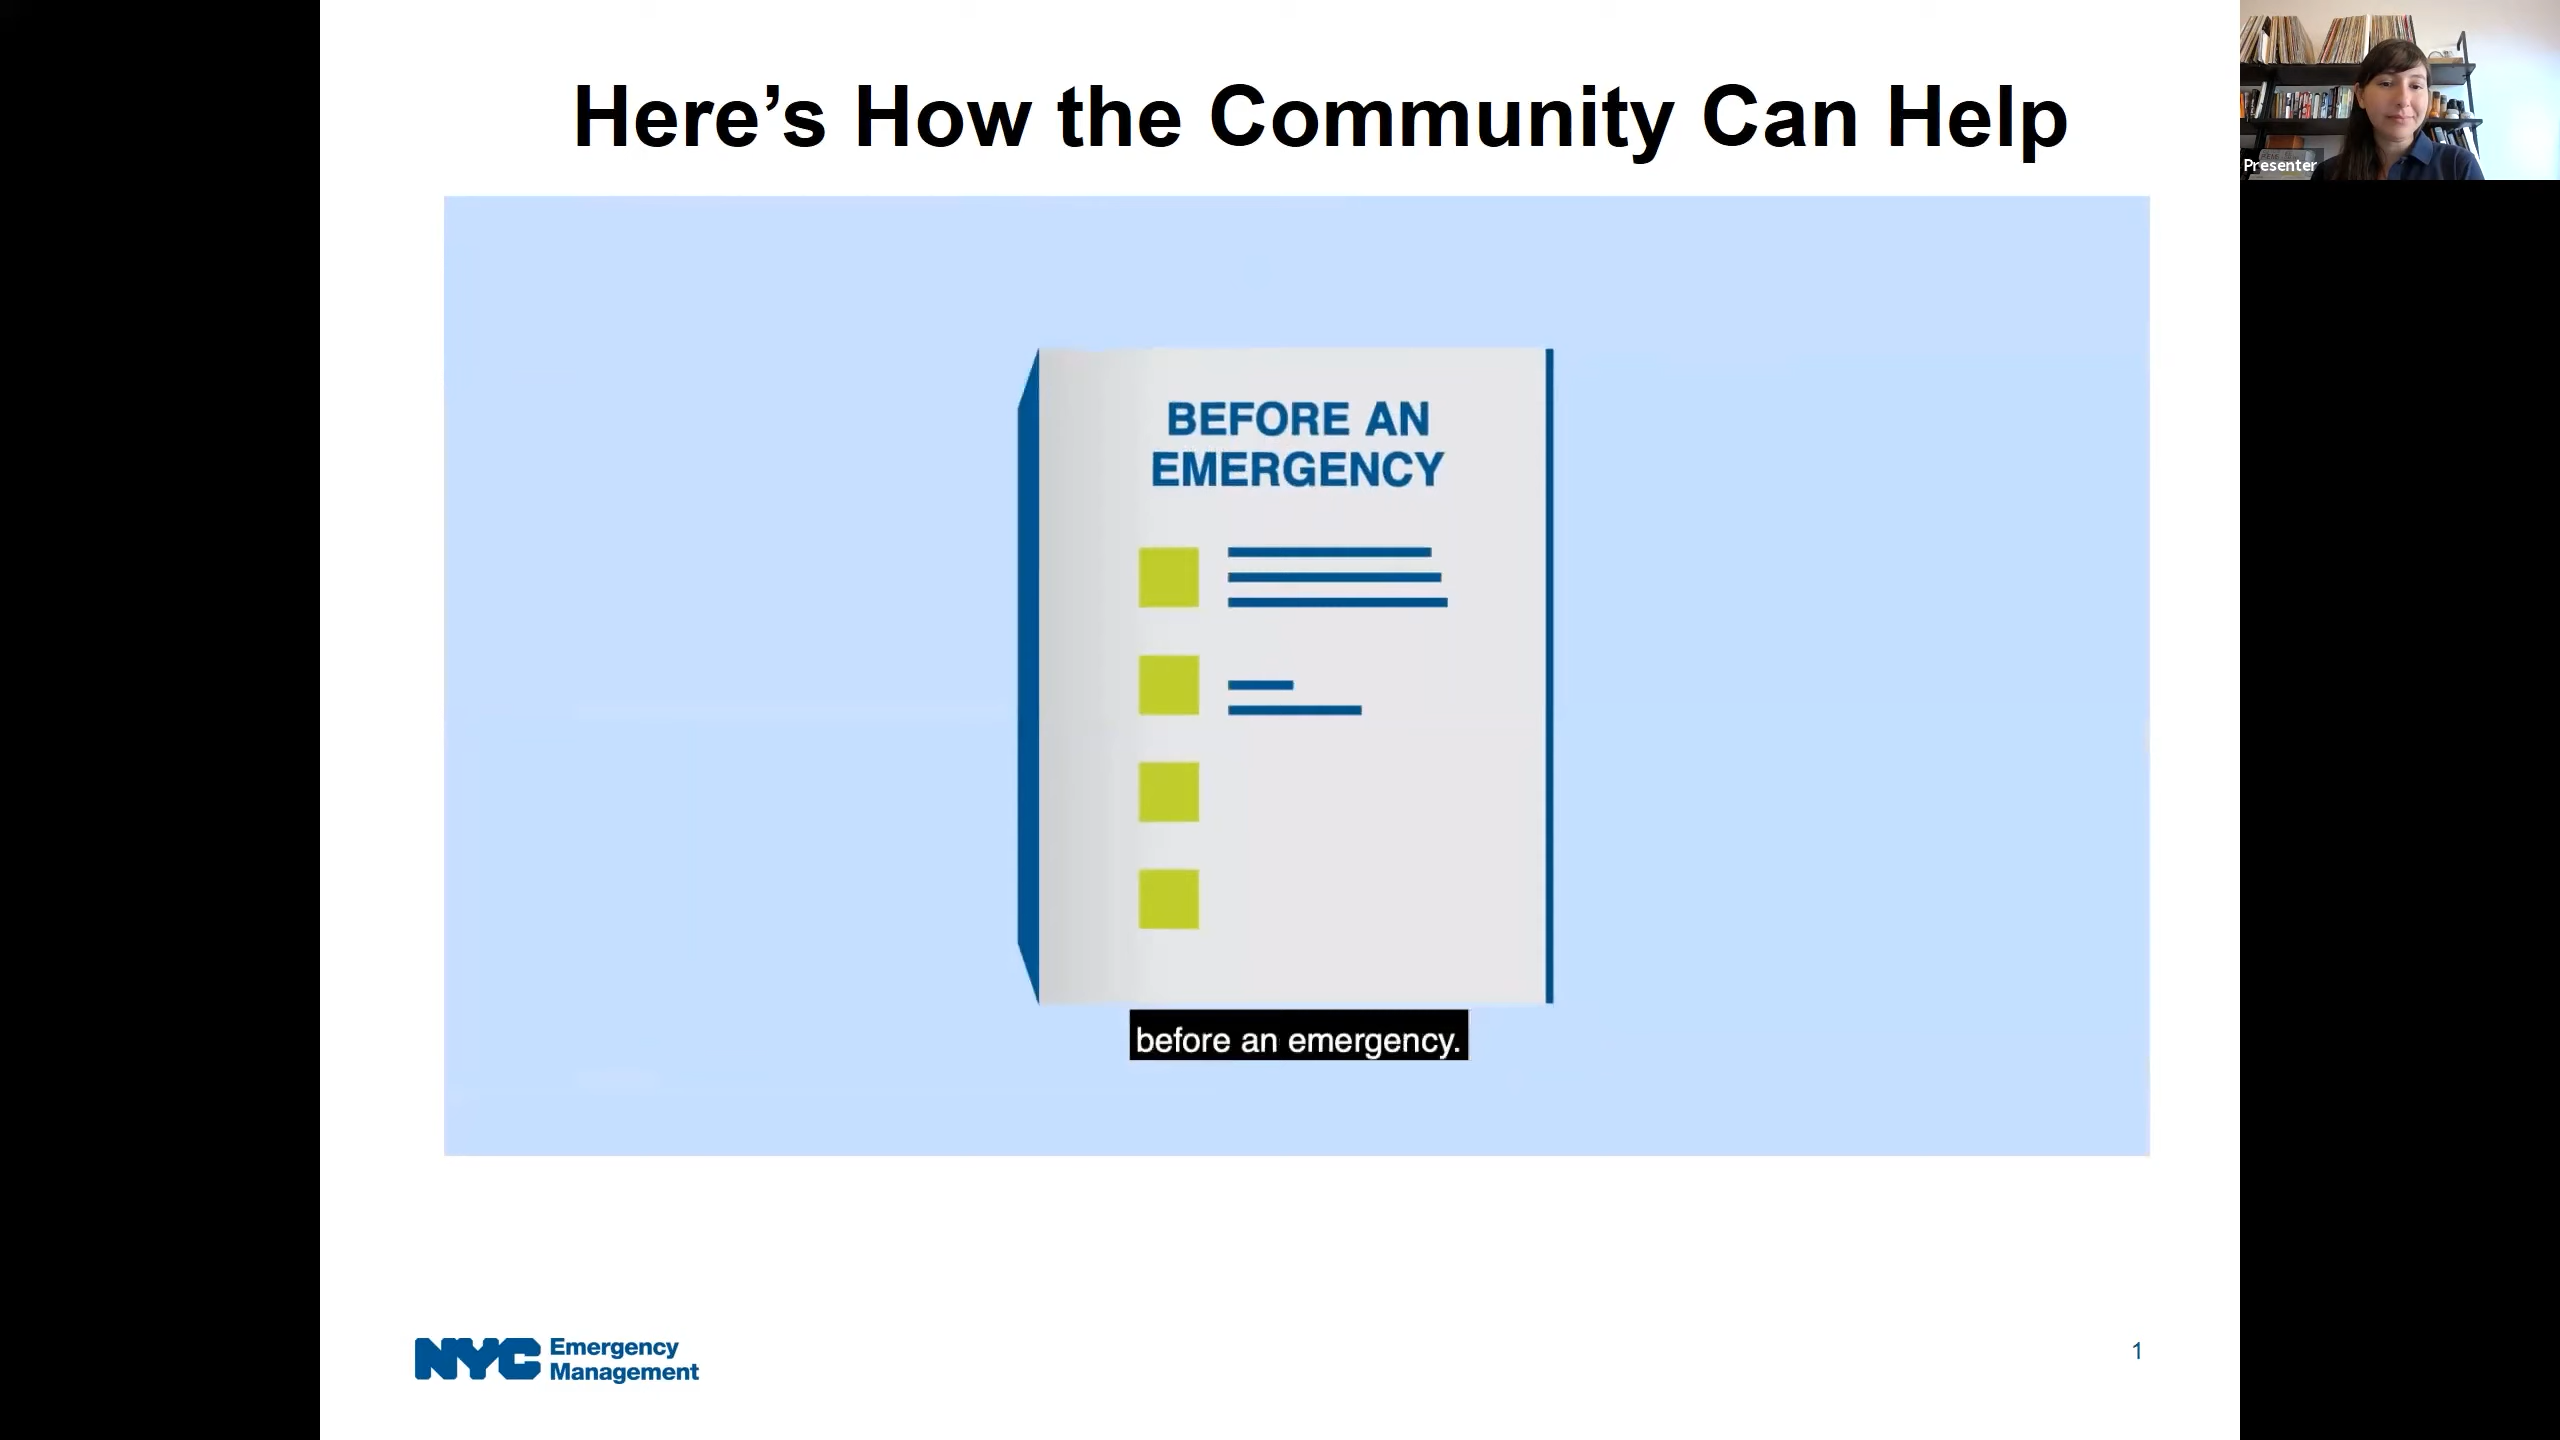 Here’s How the Community Can Help
Presenter
BEFORE AN
EMERGENCY
before an emergency.
NYC Emergency
Management
1